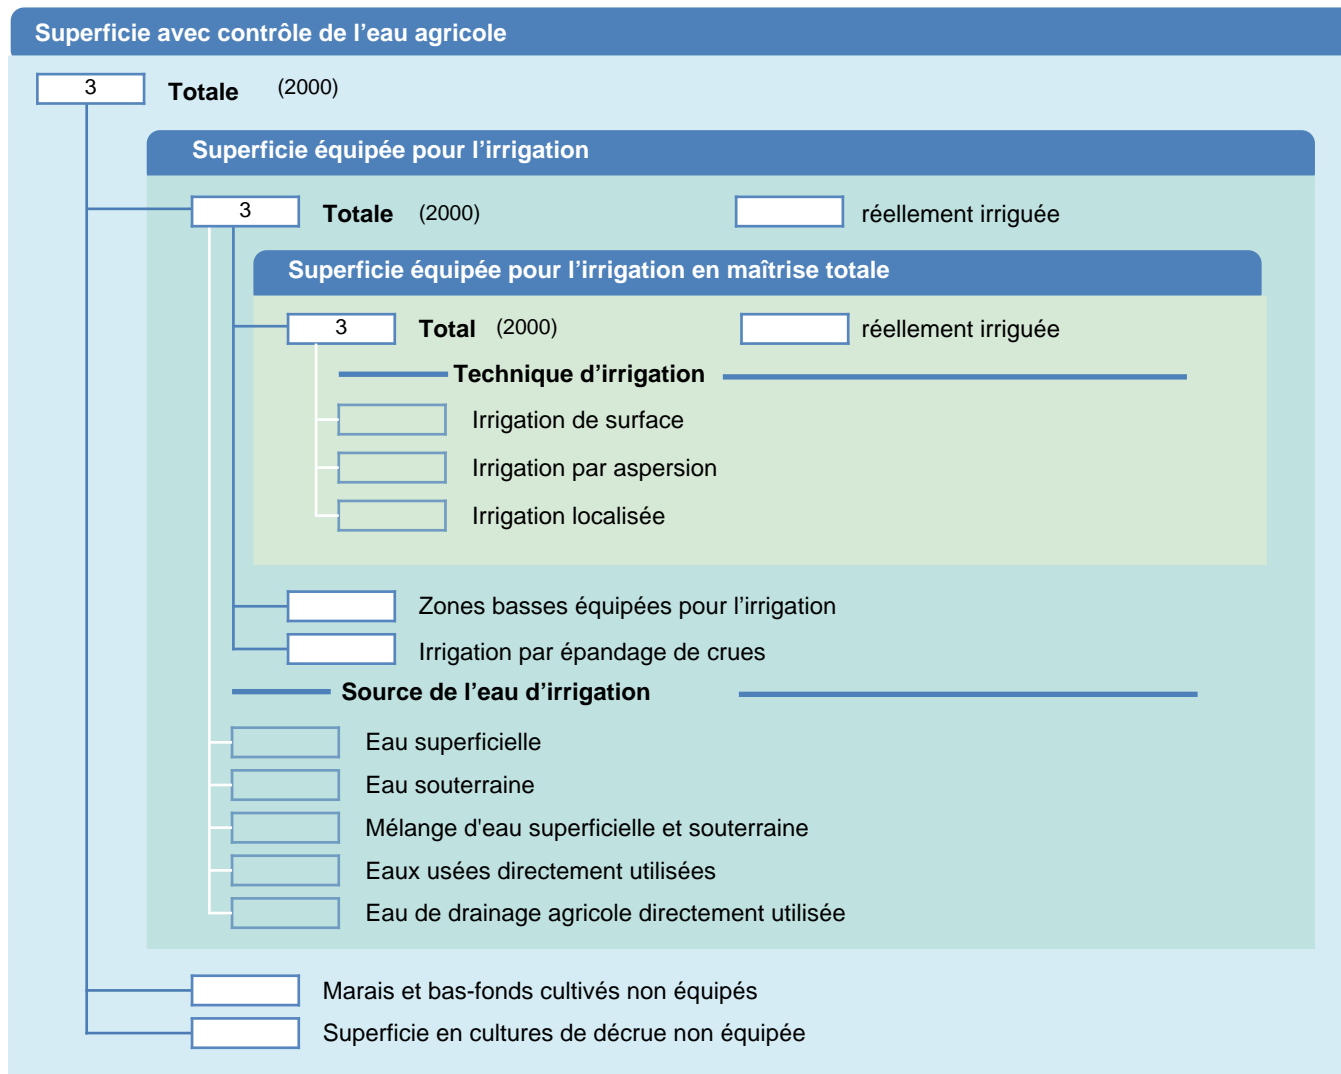 Superficie avec contrôle de l’eau agricole
3 Totale (2000)
Superficie équipée pour l’irrigation
3 Totale (2000) réellement irriguée
Superficie équipée pour l’irrigation en maîtrise totale
3 Total (2000) réellement irriguée
Technique d’irrigation
Irrigation de surface
Irrigation par aspersion
Irrigation localisée
Zones basses équipées pour l’irrigation
Irrigation par épandage de crues
Source de l’eau d’irrigation
Eau superficielle
Eau souterraine
Mélange d'eau superficielle et souterraine
Eaux usées directement utilisées
Eau de drainage agricole directement utilisée
Marais et bas-fonds cultivés non équipés
Superficie en cultures de décrue non équipée